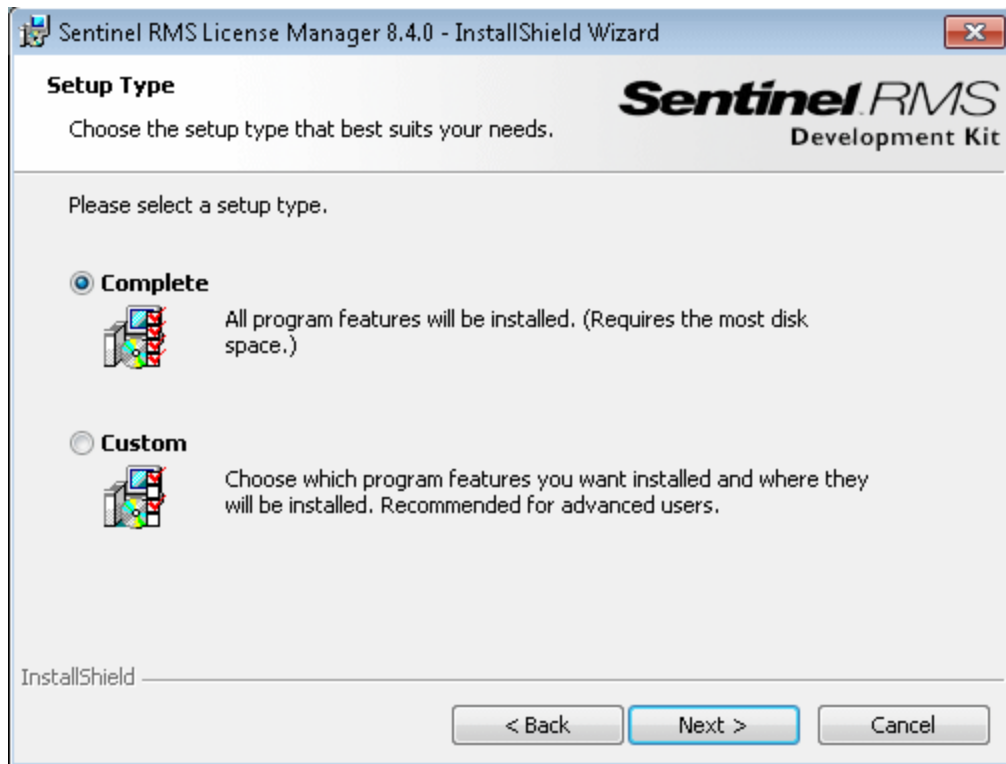 Sentinel RMS License Manager 8.4.0 - InstallShield Wizard
Setup Type
Choose the setup type that best suits your needs.
Sentinel RMS
Development Kit
Please select a setup type.
Complete
All program features will be installed. (Requires the most disk
space.)
Custom
Choose which program features you want installed and where they
will be installed. Recommended for advanced users.
InstallShield
< Back
Next >
Cancel